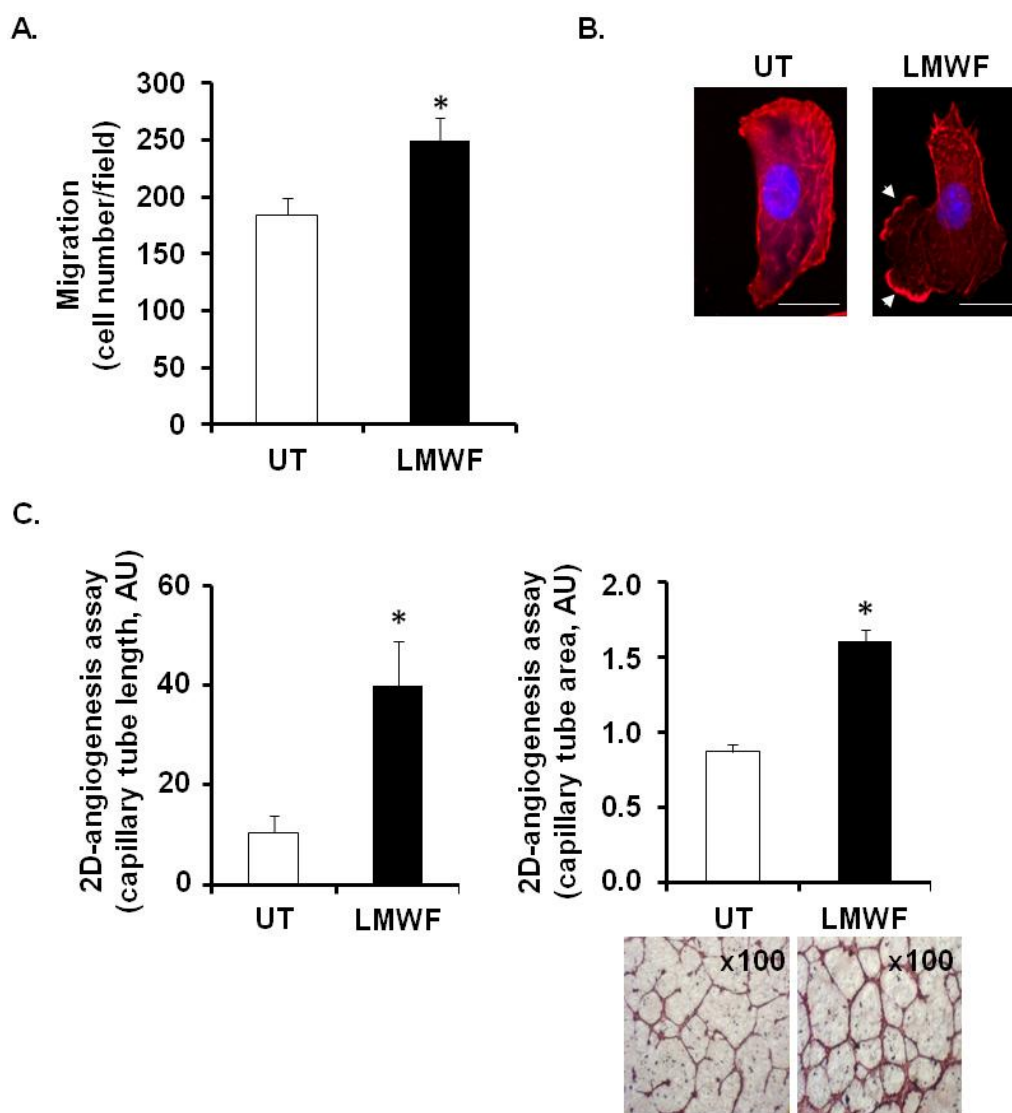 A.
Migration
(cell number/field)
300
250
200
150
100
50
0
*
UT
LMWF
B.
UT
LMWF
C.
2D-angiogenesis assay
(capillary tube length, AU)
60
40
20
0
*
UT
LMWF
2D-angiogenesis assay
(capillary tube area, AU)
2.0
1.5
1.0
0.5
0.0
*
UT
LMWF
x100
x100